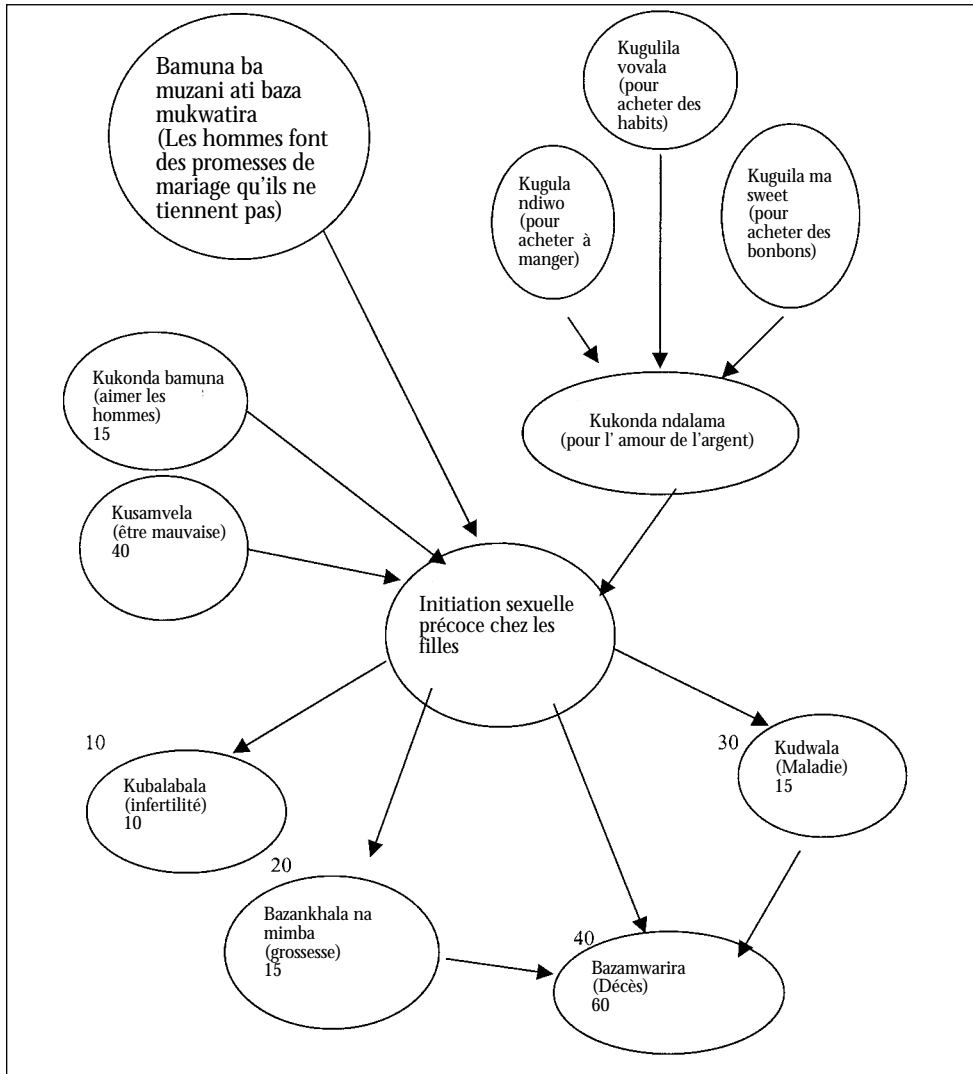 Bamuna ba
muzani ati baza
mukwatira
(Les hommes font
des promesses de
mariage qu'ils ne
tiennent pas)
Kugulila
vovala
(pour
acheter des
habits)
Kugula
ndiwo
(pour
acheter à
manger)
Kuguila ma
sweet
(pour
acheter des
bonbons)
Kukonda bamuna
(aimer les
hommes)
15
Kukonda ndalama
(pour l' amour de l'argent)
Kusamvela
(être mauvaise)
40
Initiation sexuelle
précoce chez les
filles
10
Kubalabala
(infertilité)
10
30
Kudwala
(Maladie)
15
20
Bazankhala na
mimba
(grossesse)
15
40
Bazamwarira
(Décès)
60